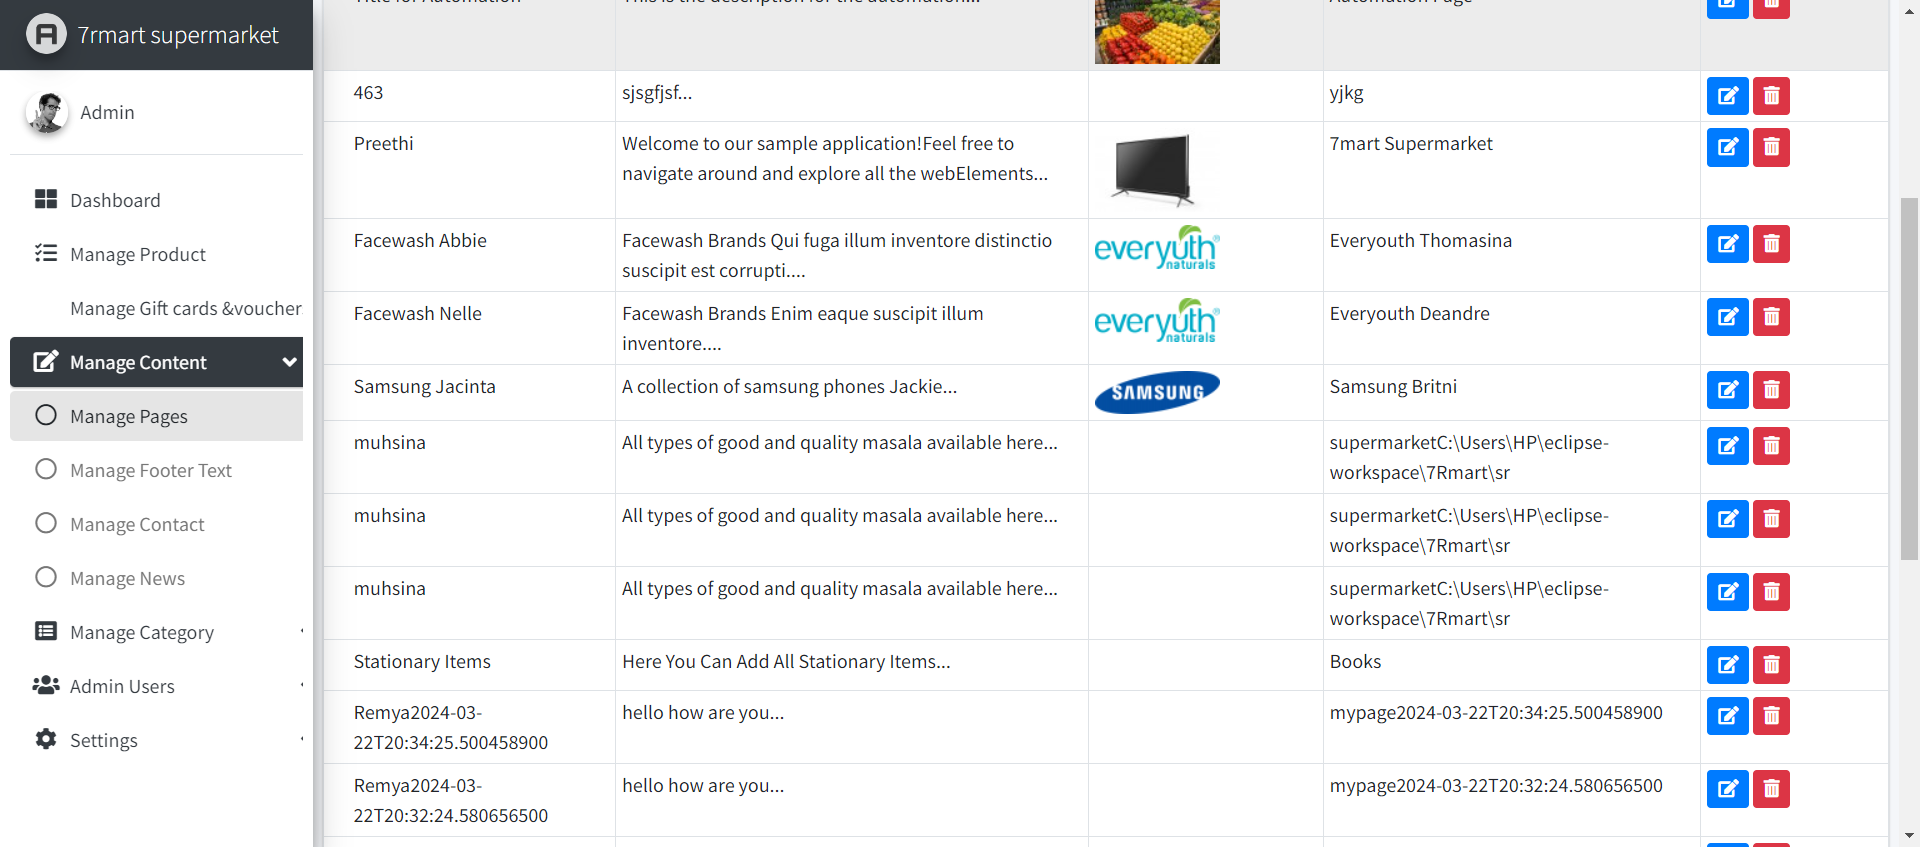 7rmart supermarket
Admin
Dashboard
Manage Product
Manage Gift cards &voucher
Manage Content
Manage Pages
Manage Footer Text
Manage Contact
Manage News
Manage Category
Admin Users
Settings
463
sjsgfjsf...
yjkg
Preethi
Welcome to our sample application!Feel free to
navigate around and explore all the webElements...
7mart Supermarket
Facewash Abbie
Facewash Brands Qui fuga illum inventore distinctio
suscipit est corrupti....
everyuth®
naturals
Everyouth Thomasina
Facewash Nelle
Facewash Brands Enim eaque suscipit illum
inventore....
everyuth®
naturals
Everyouth Deandre
Samsung Jacinta
A collection of samsung phones Jackie...
SAMSUNG
Samsung Britni
muhsina
All types of good and quality masala available here...
supermarketC:\Users\HP\eclipse-
workspace\7Rmart\sr
muhsina
All types of good and quality masala available here...
supermarketC:\Users\HP\eclipse-
workspace\7Rmart\sr
muhsina
All types of good and quality masala available here...
supermarketC:\Users\HP\eclipse-
workspace\7Rmart\sr
Stationary Items
Here You Can Add All Stationary Items...
Books
Remya2024-03-
22T20:34:25.500458900
hello how are you...
mypage2024-03-22T20:34:25.500458900
Remya2024-03-
22T20:32:24.580656500
hello how are you...
mypage2024-03-22T20:32:24.580656500